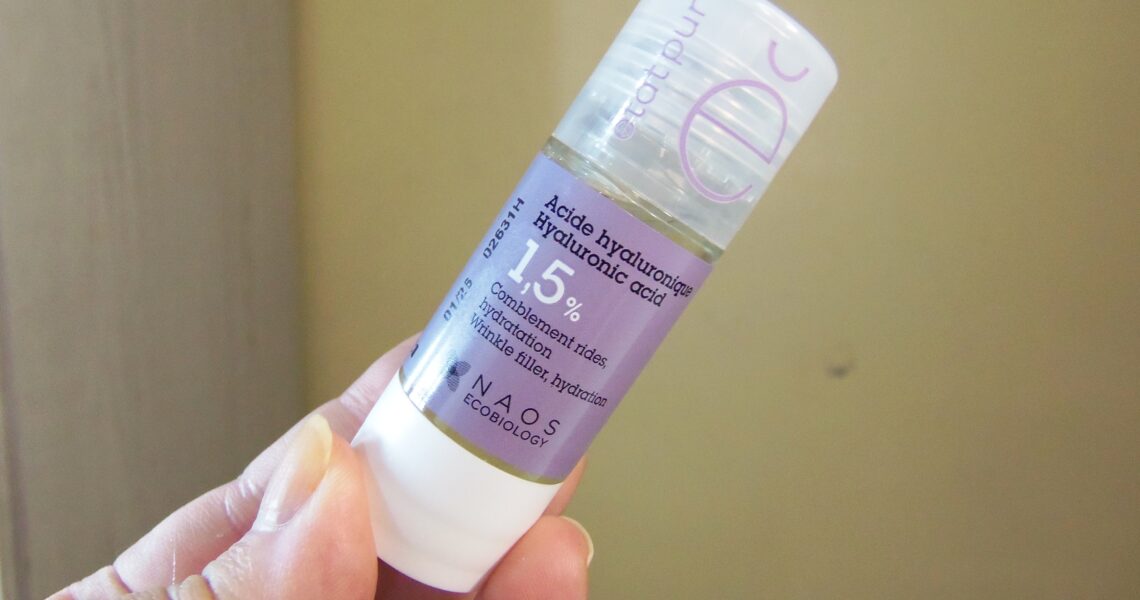 etat pur
Acide hyaluronique
Hyaluronic acid
1,5%
Comblement rides,
hydratation
Wrinkle filler, hydration
NAOS
ECOBIOLOGY
02631H
01/25